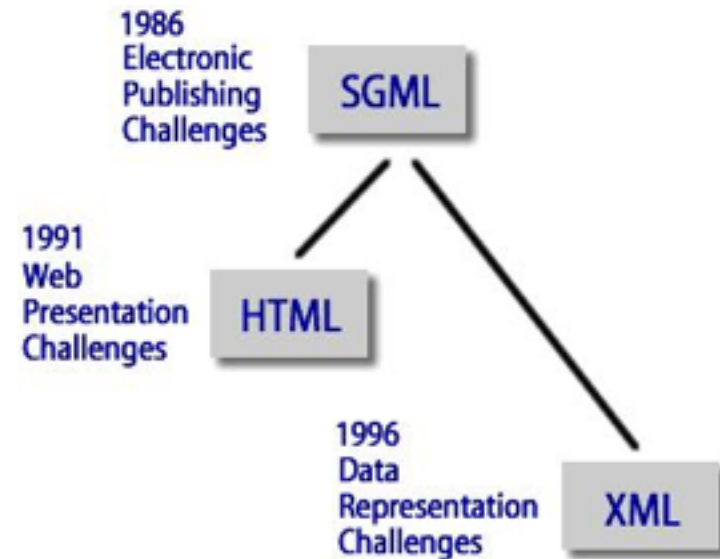 1986
Electronic
Publishing
Challenges
SGML
1991
Web
Presentation
Challenges
HTML
1996
Data
Representation
Challenges
XML